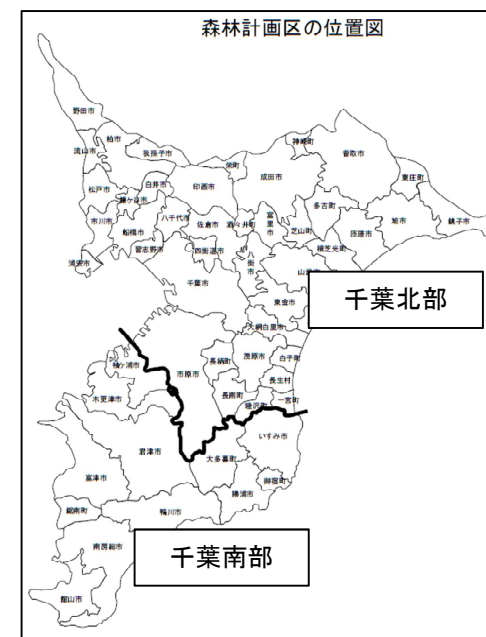 森林計画区の位置図
野田市
柏市
流山市
我孫子市
栄町
神崎町
香取市
成田市
東庄町
松戸市
白井市
印西市
鎌ケ谷市
市川市
船橋市
八千代市
佐倉市
酒々井町
富里市
多古町
芝山町
匝瑳市
旭市
銚子市
浦安市
習志野市
四街道市
八街市
横芝光町
千葉市
東金市
千葉北部
大網白里市
袖ケ浦市
市原市
長柄町
茂原市
白子町
長生村
木更津市
長南町
睦沢町
一宮町
いすみ市
君津市
大多喜町
富津市
御宿町
勝浦市
鋸南町
鴨川市
千葉南部
南房総市
館山市